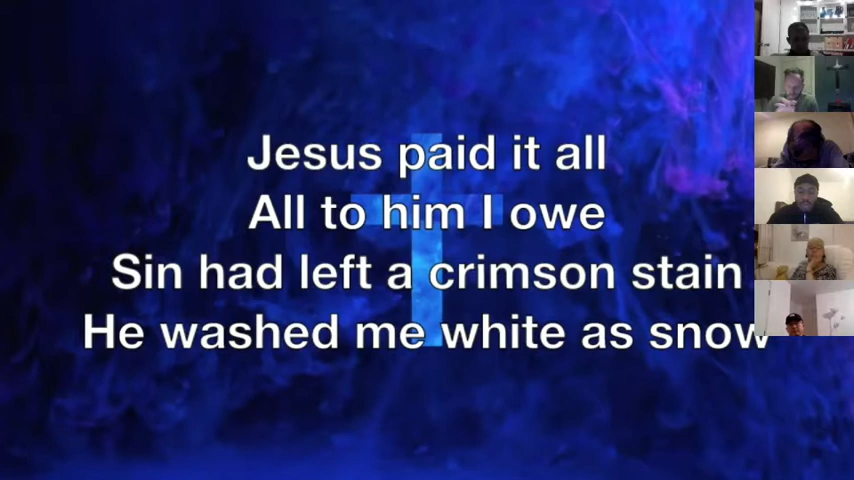 Jesus paid it all
All to him I owe
Sin had left a crimson stain
He washed me white as snow